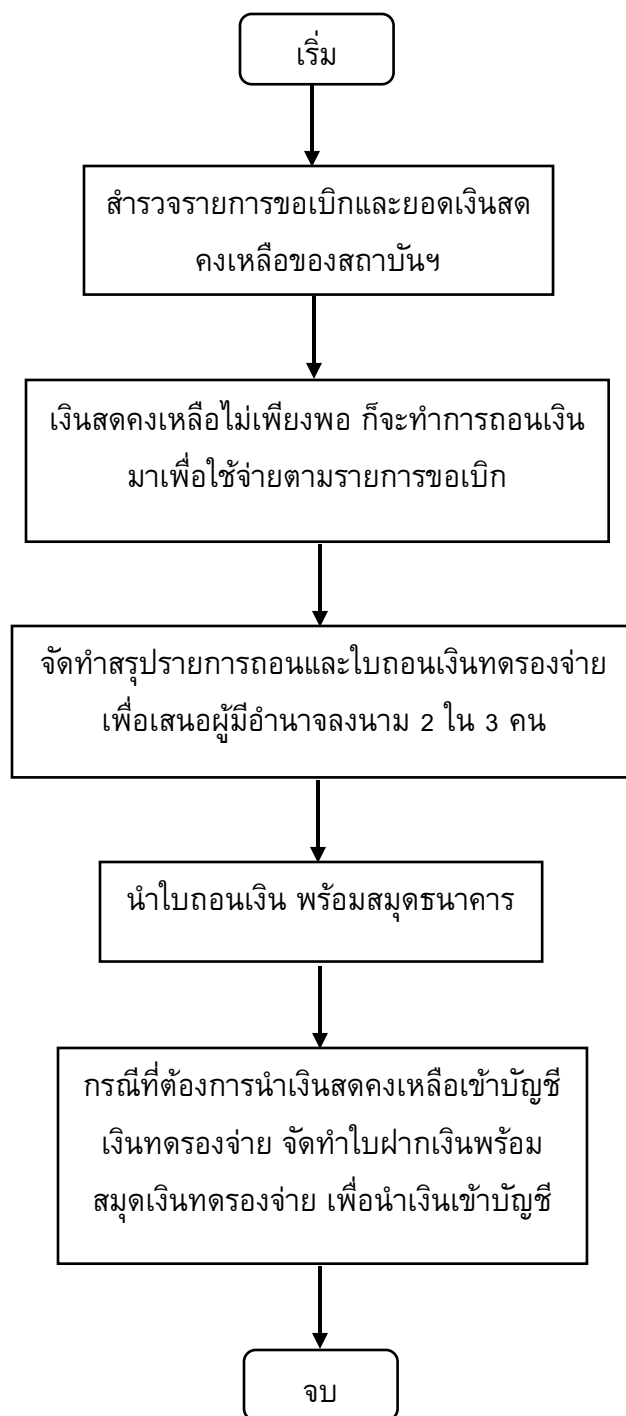 เริ่ม
สำรวจรายการขอเบิกและยอดเงินสด
คงเหลือของสถาบันฯ
เงินสดคงเหลือไม่เพียงพอ ก็จะทำการถอนเงิน
มาเพื่อใช้จ่ายตามรายการขอเบิก
จัดทำสรุปรายการถอนและใบถอนเงินทดรองจ่าย
เพื่อเสนอผู้มีอำนาจลงนาม 2 ใน 3 คน
นำใบถอนเงิน พร้อมสมุดธนาคาร
กรณีที่ต้องการนำเงินสดคงเหลือเข้าบัญชี
เงินทดรองจ่าย จัดทำใบฝากเงินพร้อม
สมุดเงินทดรองจ่าย เพื่อนำเงินเข้าบัญชี
จบ